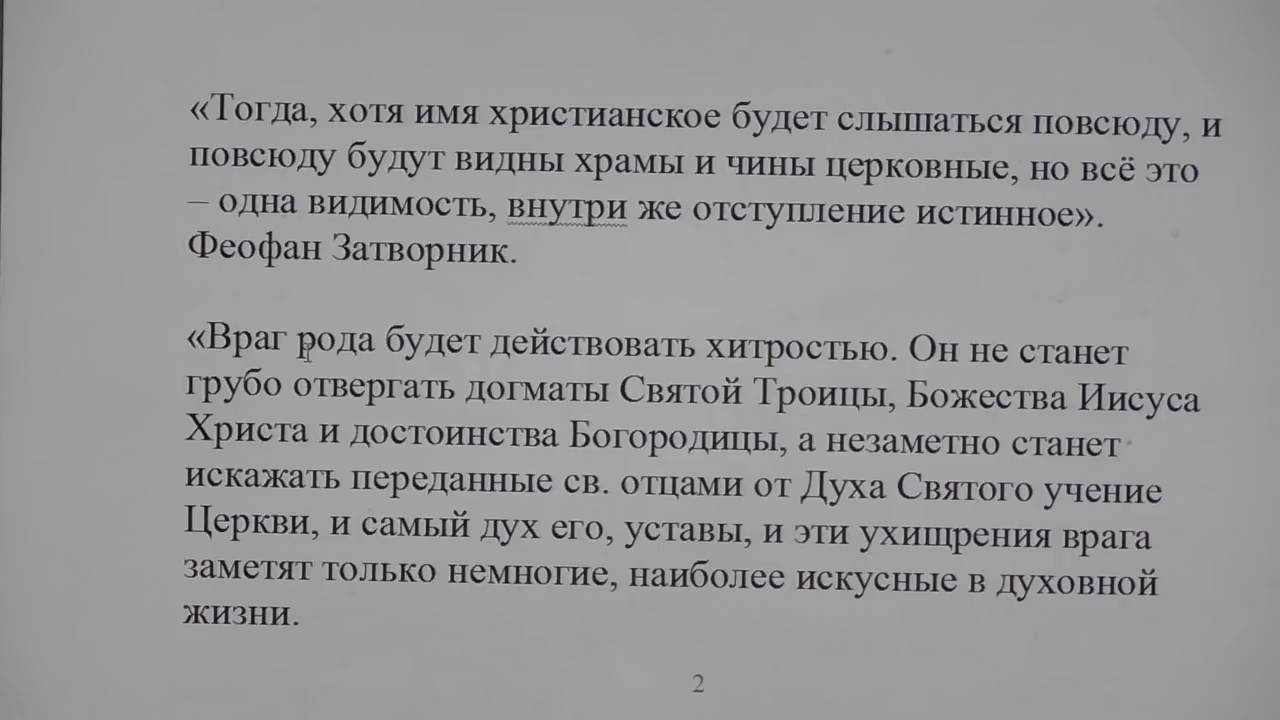 «Тогда, хотя имя христианское будет слышаться повсюду, и
повсюду будут видны храмы и чины церковные, но всё это
– одна видимость, внутри же отступление истинное».
Феофан Затворник.
«Враг рода будет действовать хитростью. Он не станет
грубо отвергать догматы Святой Троицы, Божества Иисуса
Христа и достоинства Богородицы, а незаметно станет
искажать переданные св. отцами от Духа Святого учение
Церкви, и самый дух его, уставы, и эти ухищрения врага
заметят только немногие, наиболее искусные в духовной
жизни.
2